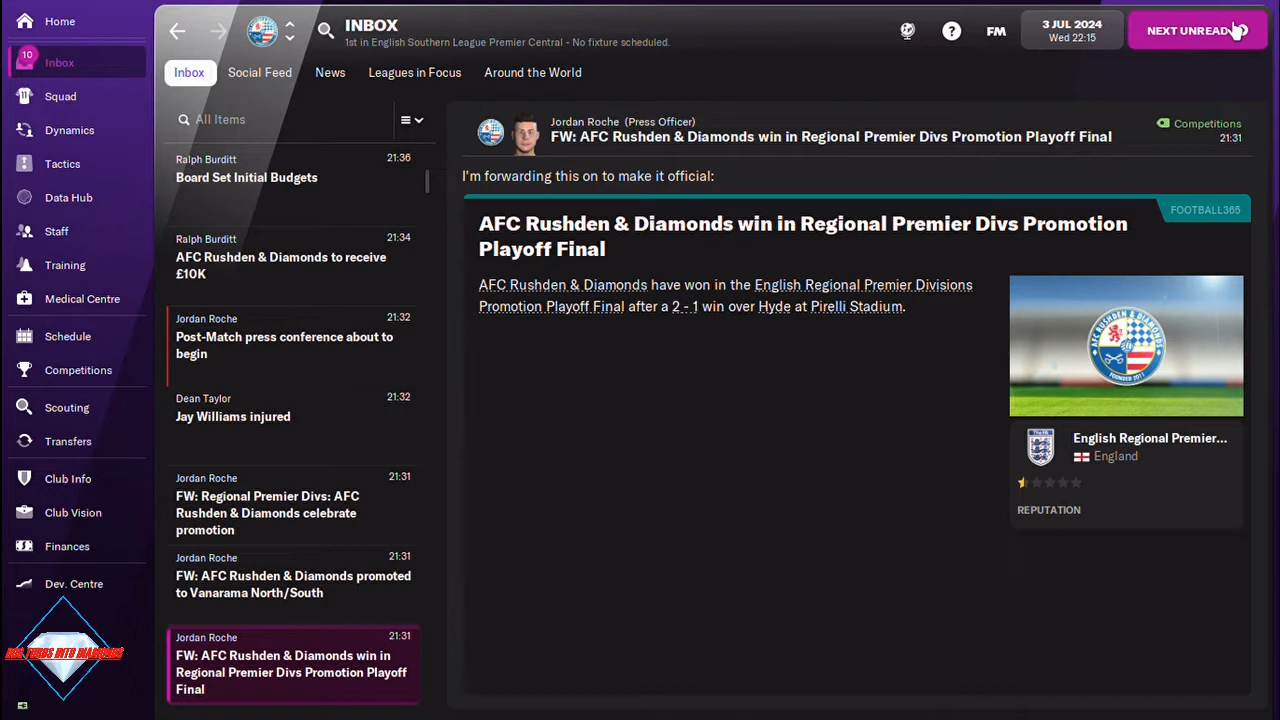 Home
10
Inbox
Squad
Dynamics
Tactics
Data Hub
Staff
Training
Medical Centre
Schedule
Competitions
Scouting
Transfers
Club Info
Club Vision
Finances
Dev. Centre
INBOX
1st in English Southern League Premier Central - No fixture scheduled.
?
FM
3 JUL 2024
Wed 22:15
NEXT UNREAD
Inbox Social Feed News Leagues in Focus Around the World
All Items
Ralph Burditt 21:36
Board Set Initial Budgets
Ralph Burditt 21:34
AFC Rushden & Diamonds to receive
£10K
Jordan Roche 21:32
Post-Match press conference about to
begin
Dean Taylor 21:32
Jay Williams injured
Jordan Roche 21:31
FW: Regional Premier Divs: AFC
Rushden & Diamonds celebrate
promotion
Jordan Roche 21:31
FW: AFC Rushden & Diamonds promoted
to Vanarama North/South
Jordan Roche 21:31
FW: AFC Rushden & Diamonds win in
Regional Premier Divs Promotion Playoff
Final
Jordan Roche (Press Officer)
FW: AFC Rushden & Diamonds win in Regional Premier Divs Promotion Playoff Final
Competitions
21:31
I'm forwarding this on to make it official:
FOOTBALL365
AFC Rushden & Diamonds win in Regional Premier Divs Promotion
Playoff Final
AFC Rushden & Diamonds have won in the English Regional Premier Divisions
Promotion Playoff Final after a 2 - 1 win over Hyde at Pirelli Stadium.
AFC RUSHDEN & DIAMONDS
FOUNDED 2011
English Regional Premier...
England
REPUTATION